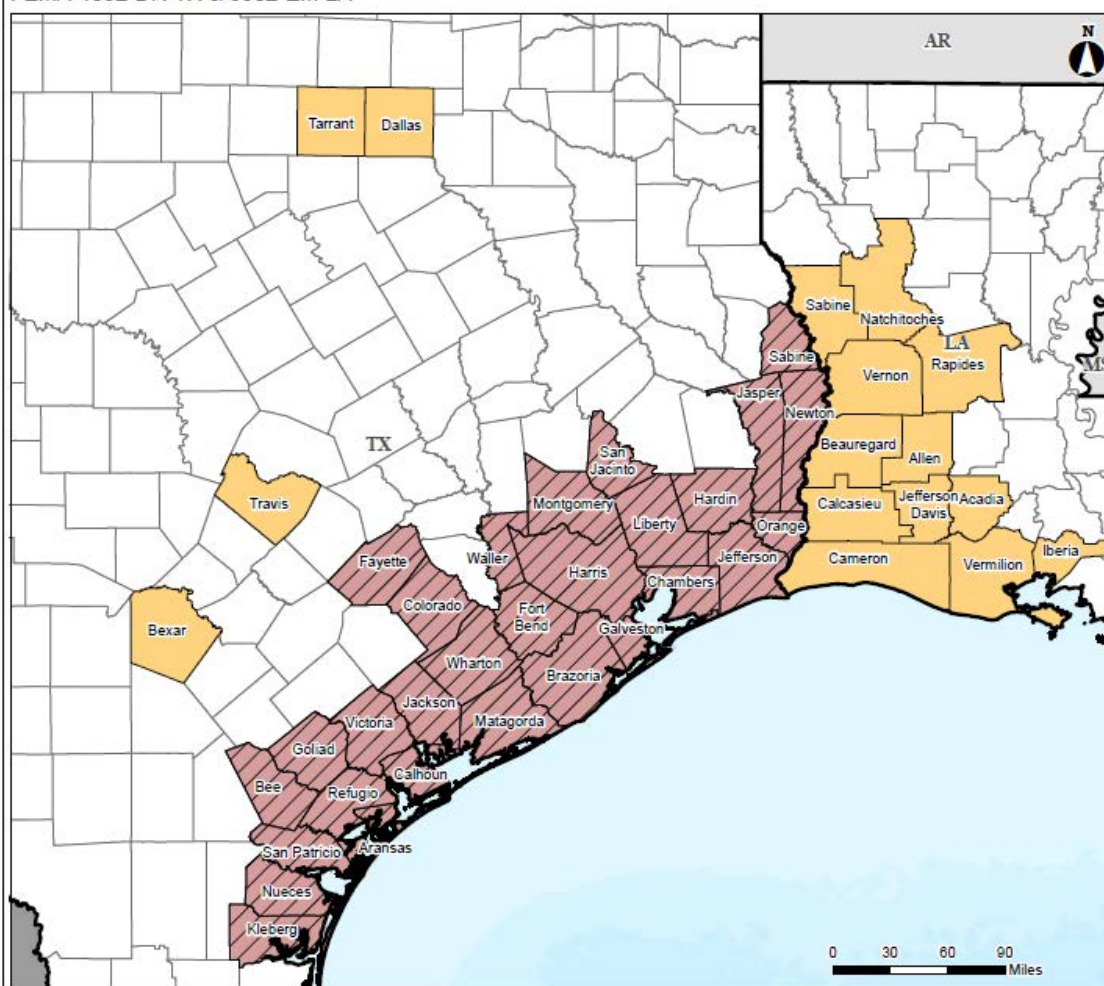 AR
N
Tarrant
Dallas
Sabine
Natchitoches
LA
Rapides
MS
Sabine
Vernon
Jasper
Newton
TX
Beauregard
Allen
San
Jacinto
Travis
Montgomery
Hardin
Liberty
Calcasieu
Jefferson
Davis
Acadia
Orange
Fayette
Waller
Harris
Jefferson
Cameron
Vermilion
Iberia
Chambers
Colorado
Fort
Bend
Galveston
Bexar
Wharton
Brazoria
Jackson
Matagorda
Victoria
Goliad
Calhoun
Bee
Refugio
San Patricio
Aransas
Nueces
Kleberg
0 30 60 90
Miles